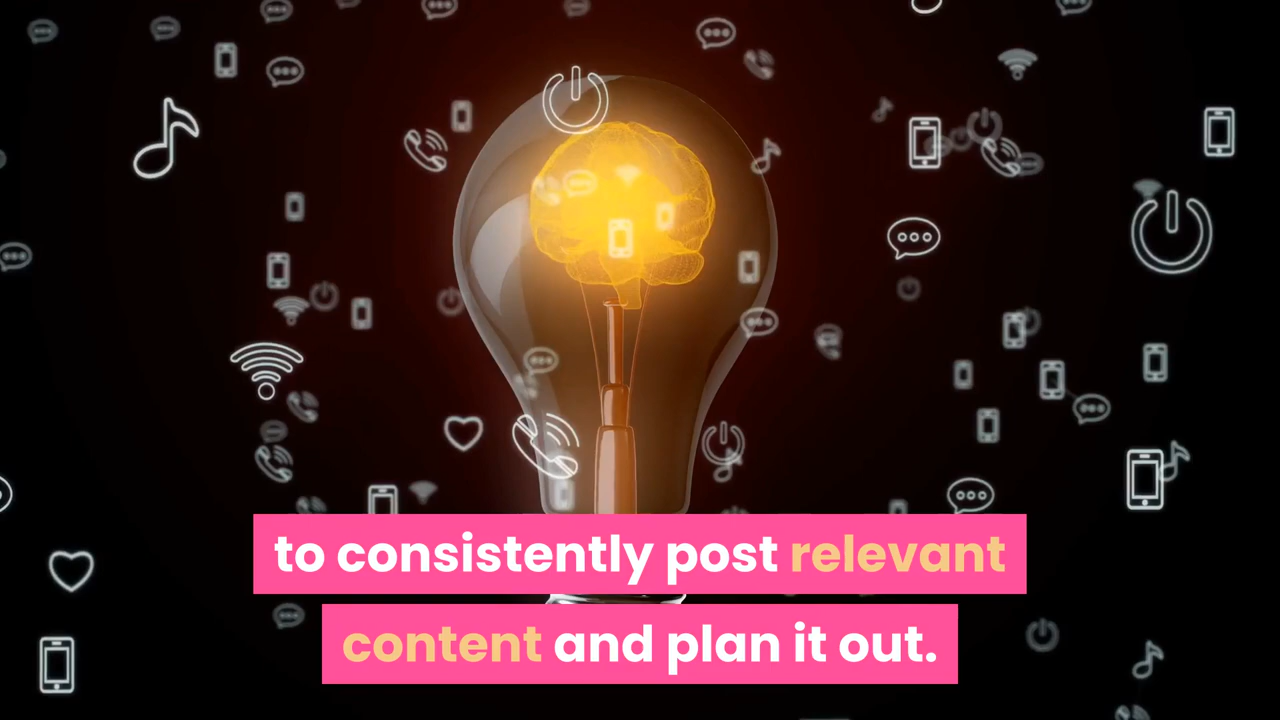 to consistently post relevant
content and plan it out.